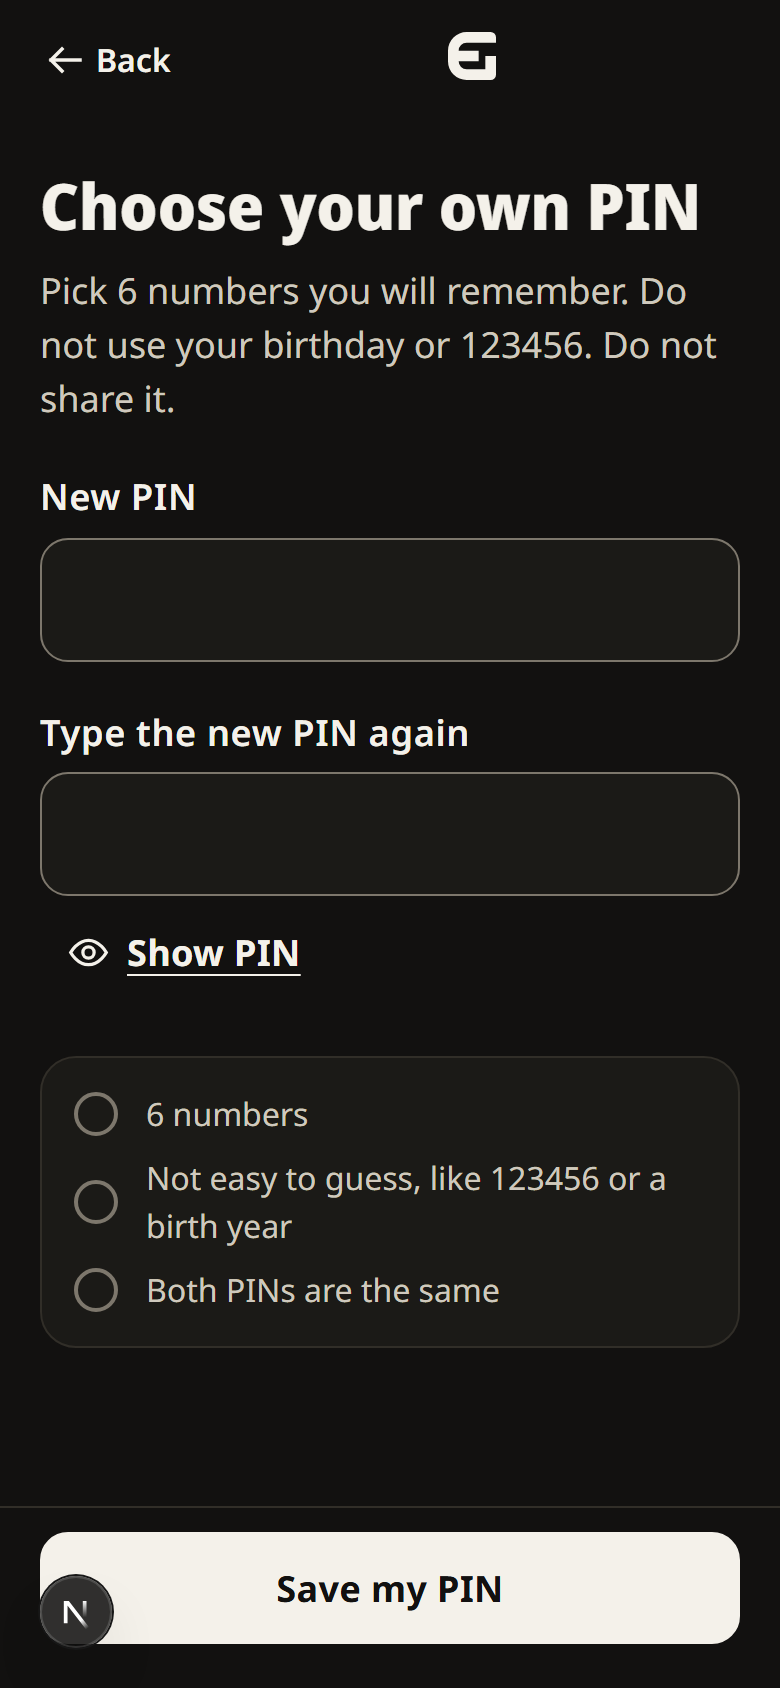 Back
Choose your own PIN
Pick 6 numbers you will remember. Do
not use your birthday or 123456. Do not
share it.
New PIN
Type the new PIN again
Show PIN
6 numbers
Not easy to guess, like 123456 or a
birth year
Both PINs are the same
Save my PIN
N